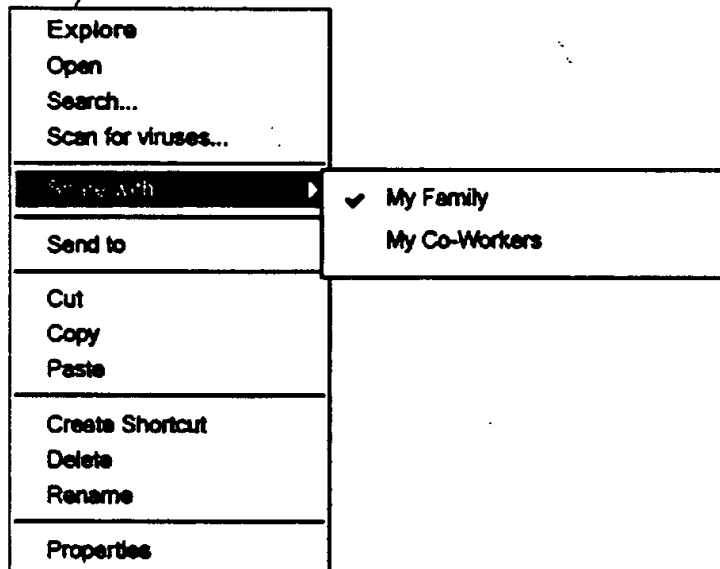 Explore
Open
Search...
Scan for viruses...
with
My Family
My Co-Workers
Send to
Cut
Copy
Paste
Create Shortcut
Delete
Rename
Properties